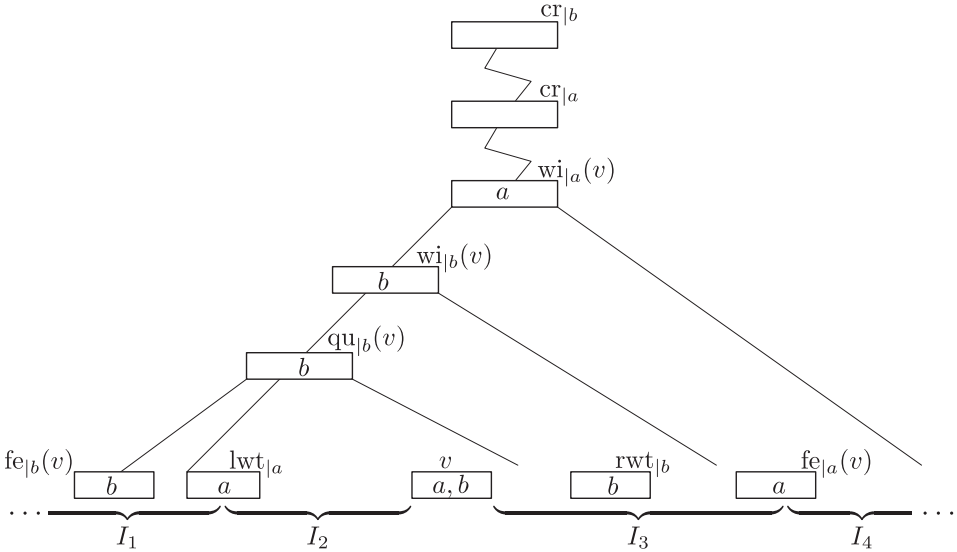 cr|b
cr|a
wi|a(v)
a
wi|b(v)
b
qu|b(v)
b
fe|b(v) lwt|a v rwt|b fe|a(v)
b a a, b b a
··· I1 I2 I3 I4 ···